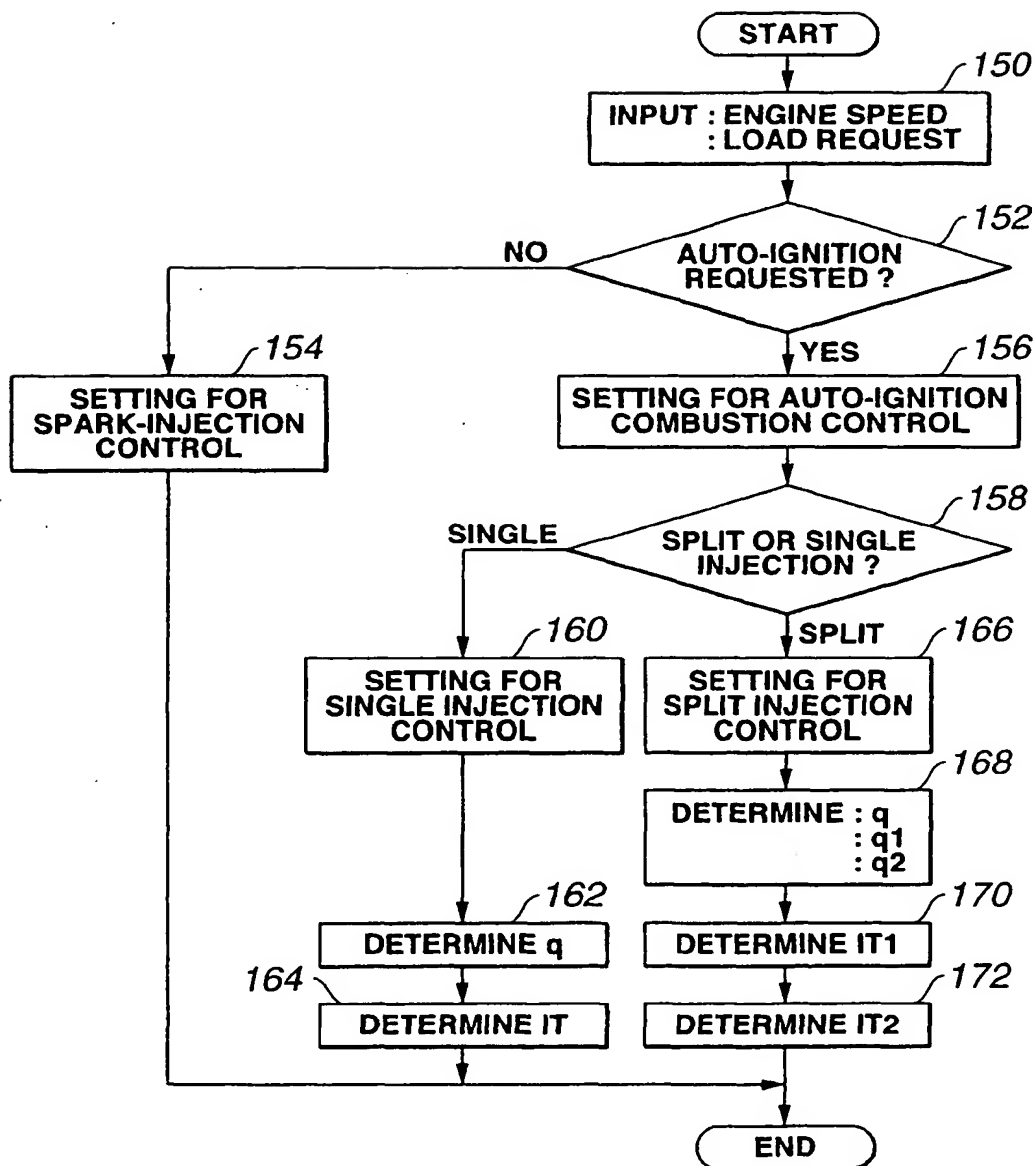 START
150
INPUT : ENGINE SPEED
: LOAD REQUEST
152
AUTO-IGNITION
REQUESTED ?
NO
YES
154
SETTING FOR
SPARK-INJECTION
CONTROL
156
SETTING FOR AUTO-IGNITION
COMBUSTION CONTROL
158
SPLIT OR SINGLE
INJECTION ?
SINGLE
SPLIT
160
SETTING FOR
SINGLE INJECTION
CONTROL
166
SETTING FOR
SPLIT INJECTION
CONTROL
168
DETERMINE : q
: q1
: q2
162
DETERMINE q
170
DETERMINE IT1
164
DETERMINE IT
172
DETERMINE IT2
END